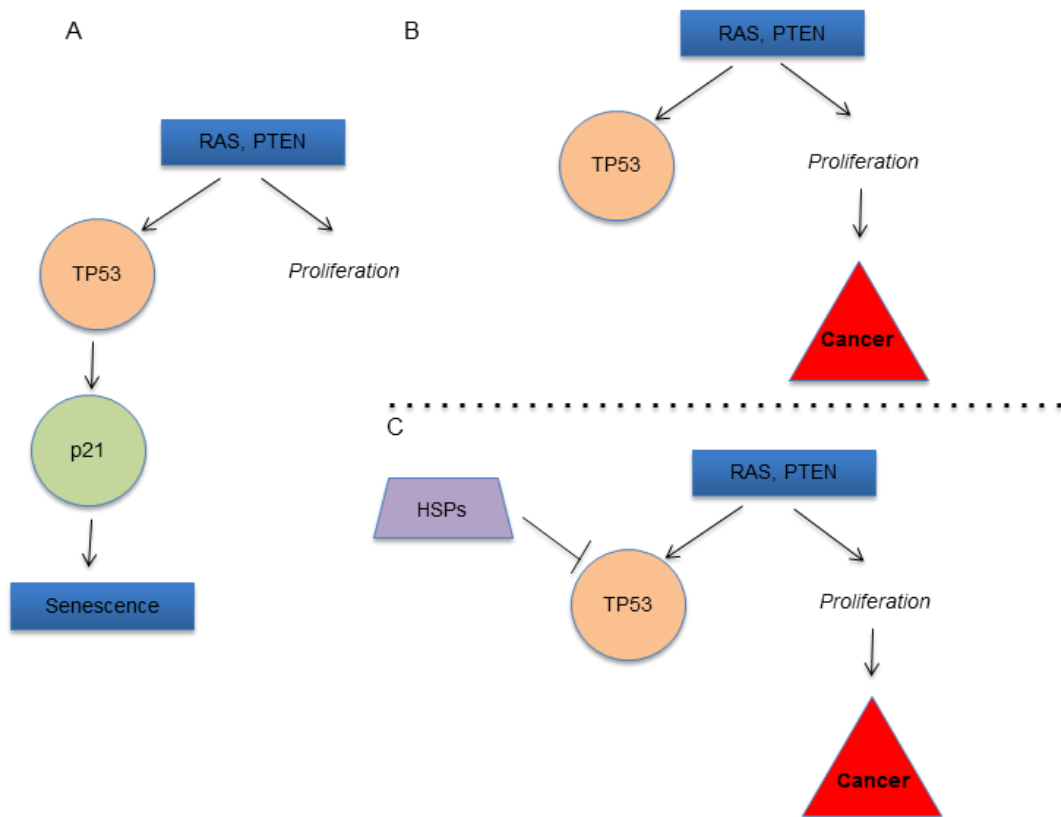 A
RAS, PTEN
TP53
Proliferation
p21
Senescence
B
RAS, PTEN
TP53
Proliferation
Cancer
C
RAS, PTEN
HSPs
TP53
Proliferation
Cancer